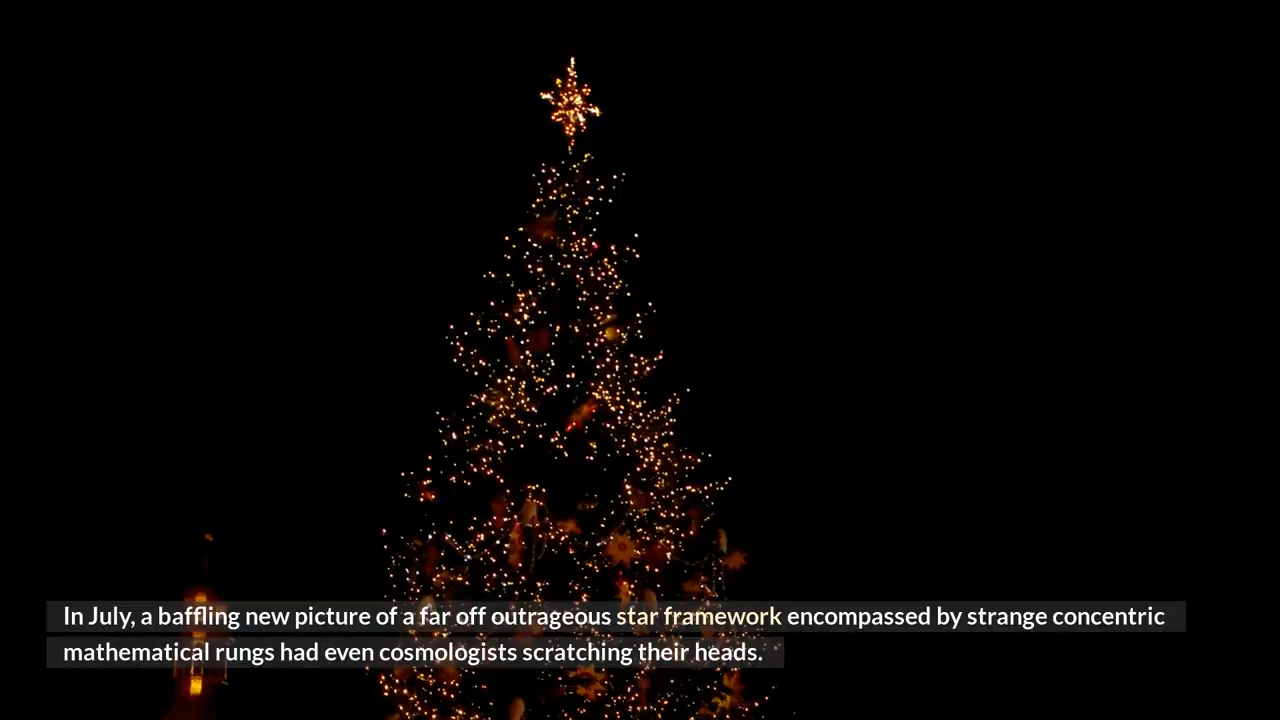 In July, a baffling new picture of a far off outrageous star framework encompassed by strange concentric
mathematical rungs had even cosmologists scratching their heads.